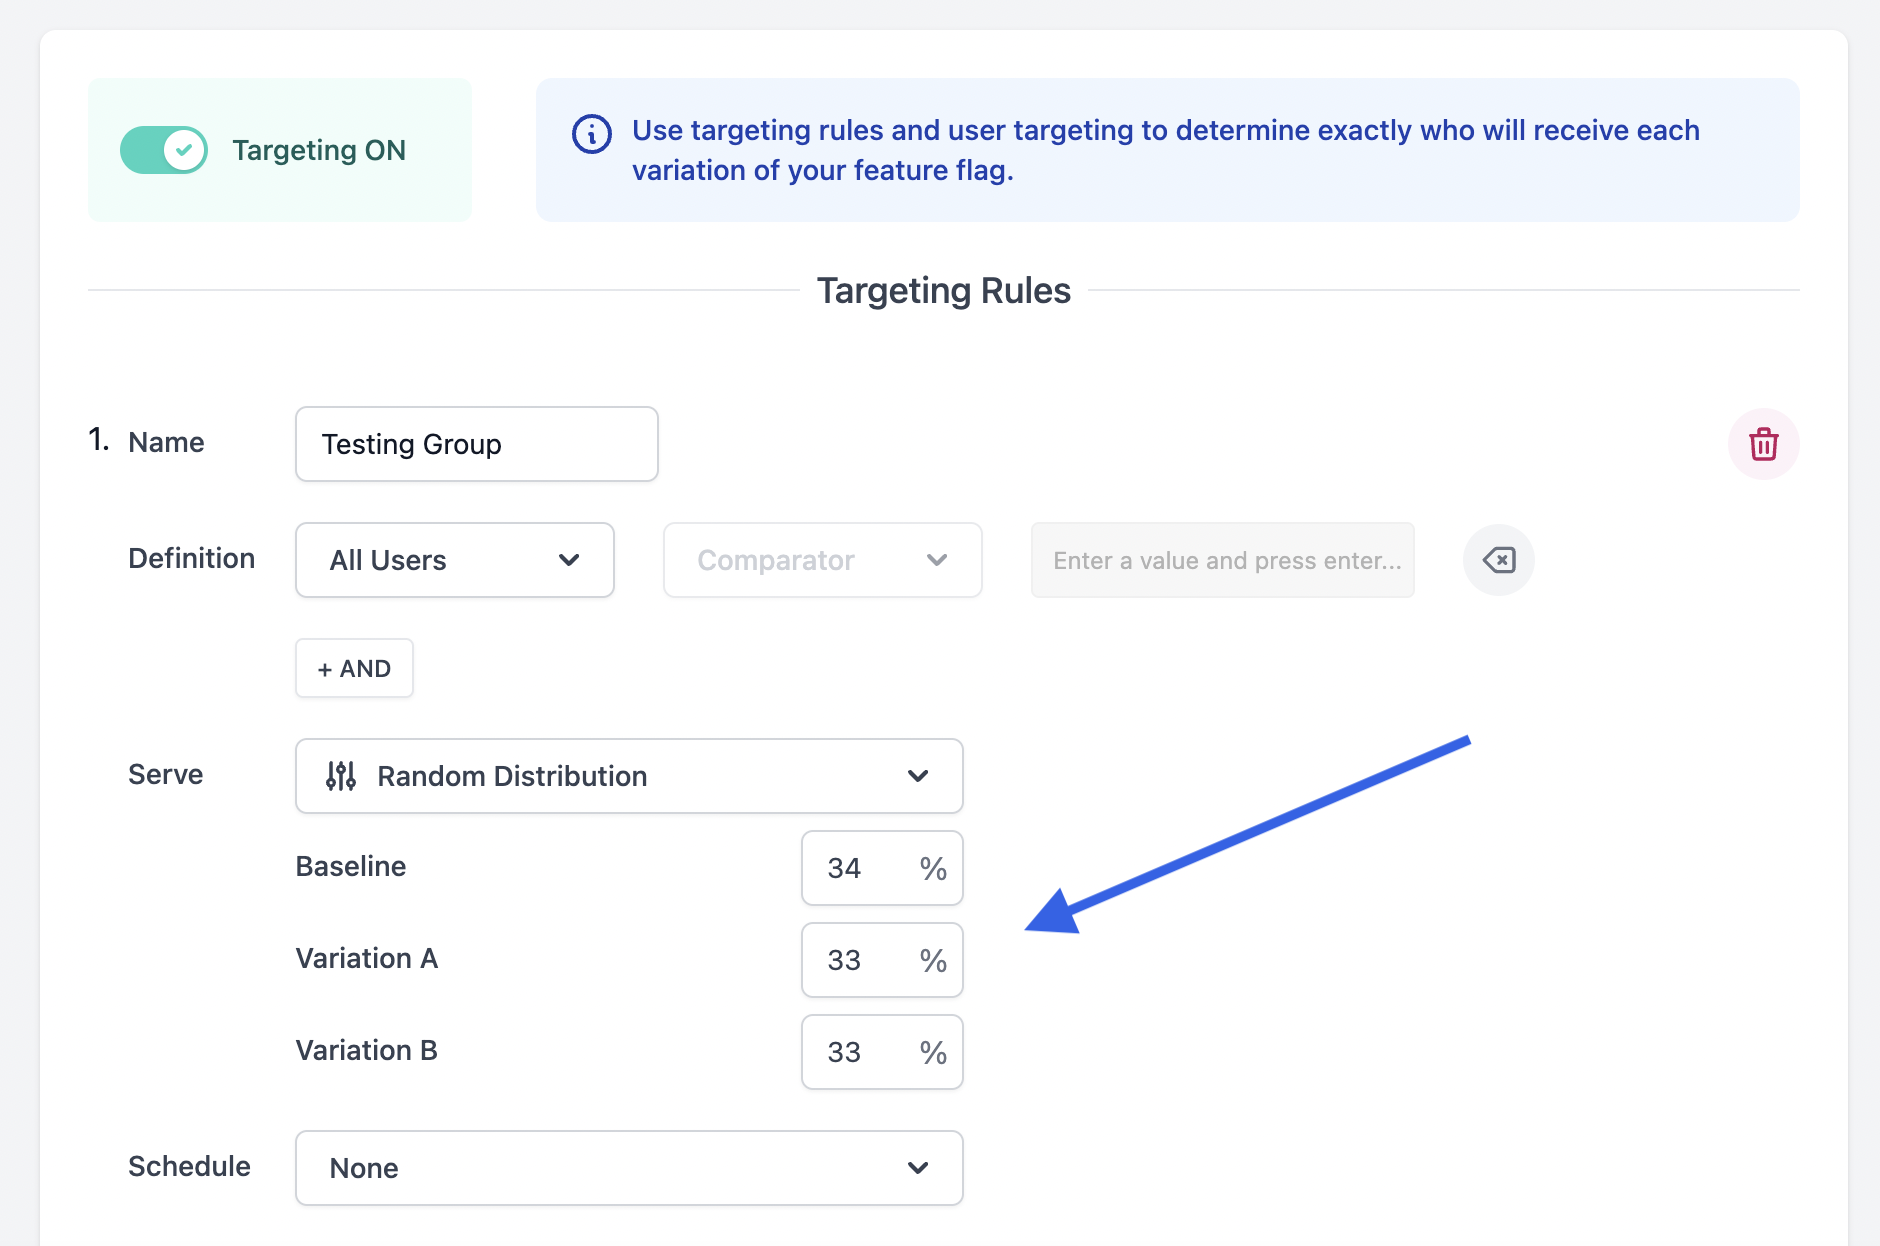 Targeting ON
Use targeting rules and user targeting to determine exactly who will receive each
variation of your feature flag.
Targeting Rules
1. Name Testing Group
Definition All Users Comparator Enter a value and press enter...
+ AND
Serve Random Distribution
Baseline 34 %
Variation A 33 %
Variation B 33 %
Schedule None